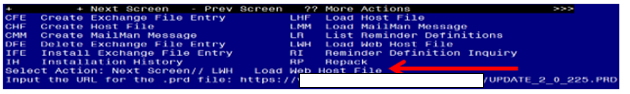 + + Next Screen - Prev Screen ?? More Actions >>>
CFE Create Exchange File Entry LHF Load Host File
CHF Create Host File LMM Load MailMan Message
CMM Create MailMan Message LR List Reminder Definitions
DFE Delete Exchange File Entry LWH Load Web Host File
IFE Install Exchange File Entry RI Reminder Definition Inquiry
IH Installation History RP Repack
Select Action: Next Screen// LWH Load Web Host File
Input the URL for the .prd file: https:// /UPDATE_2_0_225.PRD